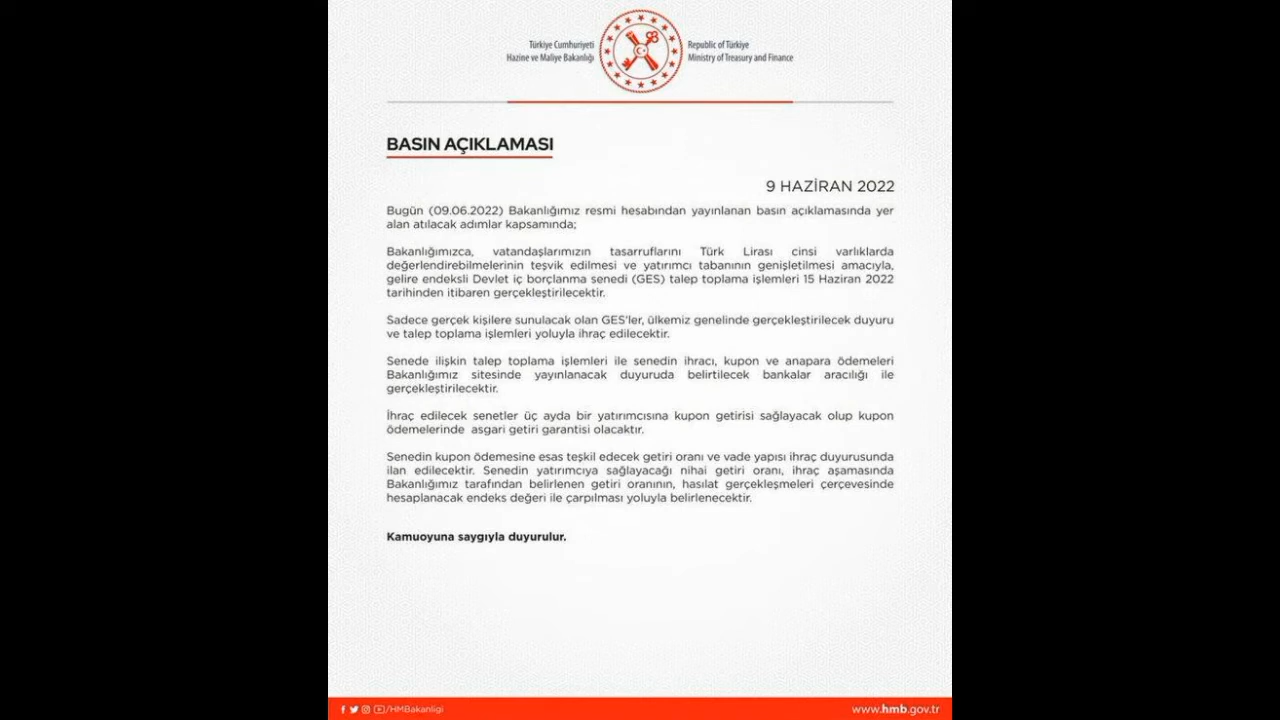 Türkiye Cumhuriyeti
Hazine ve Maliye Bakanlığı
Republic of Türkiye
Ministry of Treasury and Finance
BASIN AÇIKLAMASI
9 HAZİRAN 2022
Bugün (09.06.2022) Bakanlığımız resmi hesabından yayınlanan basın açıklamasında yer
alan atılacak adımlar kapsamında;
Bakanlığımızca, vatandaşlarımızın tasarruflarını Türk Lirası cinsi varlıklarda
değerlendirebilmelerinin teşvik edilmesi ve yatırımcı tabanının genişletilmesi amacıyla,
gelire endeksli Devlet iç borçlanma senedi (GES) talep toplama işlemleri 15 Haziran 2022
tarihinden itibaren gerçekleştirilecektir.
Sadece gerçek kişilere sunulacak olan GES'ler, ülkemiz genelinde gerçekleştirilecek duyuru
ve talep toplama işlemleri yoluyla ihraç edilecektir.
Senede ilişkin talep toplama işlemleri ile senedin ihracı, kupon ve anapara ödemeleri
Bakanlığımız sitesinde yayınlanacak duyuruda belirtilecek bankalar aracılığı ile
gerçekleştirilecektir.
İhraç edilecek senetler üç ayda bir yatırımcısına kupon getirisi sağlayacak olup kupon
ödemelerinde asgari getiri garantisi olacaktır.
Senedin kupon ödemesine esas teşkil edecek getiri oranı ve vade yapısı ihraç duyurusunda
ilan edilecektir. Senedin yatırımcıya sağlayacağı nihai getiri oranı, ihraç aşamasında
Bakanlığımız tarafından belirlenen getiri oranının, hasılat gerçekleşmeleri çerçevesinde
hesaplanacak endeks değeri ile çarpılması yoluyla belirlenecektir.
Kamuoyuna saygıyla duyurulur.
/HMBakanligi
www.hmb.gov.tr